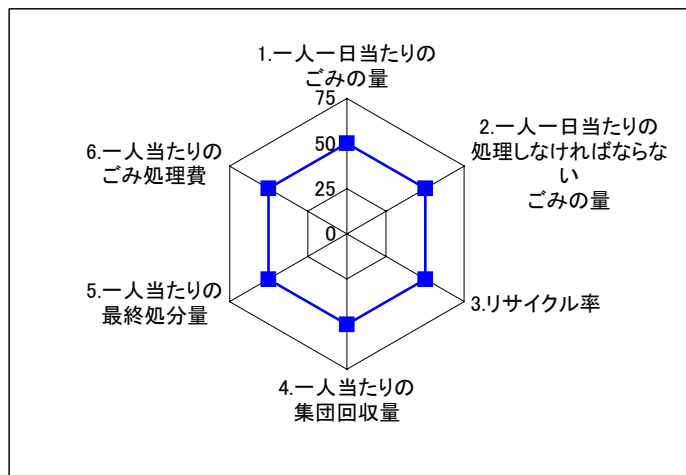 1.一人一日当たりの
ごみの量
75
2.一人一日当たりの
処理しなければならな
い
ごみの量
6.一人当たりの
ごみ処理費
50
25
0
5.一人当たりの
最終処分量
3.リサイクル率
4.一人当たりの
集団回収量